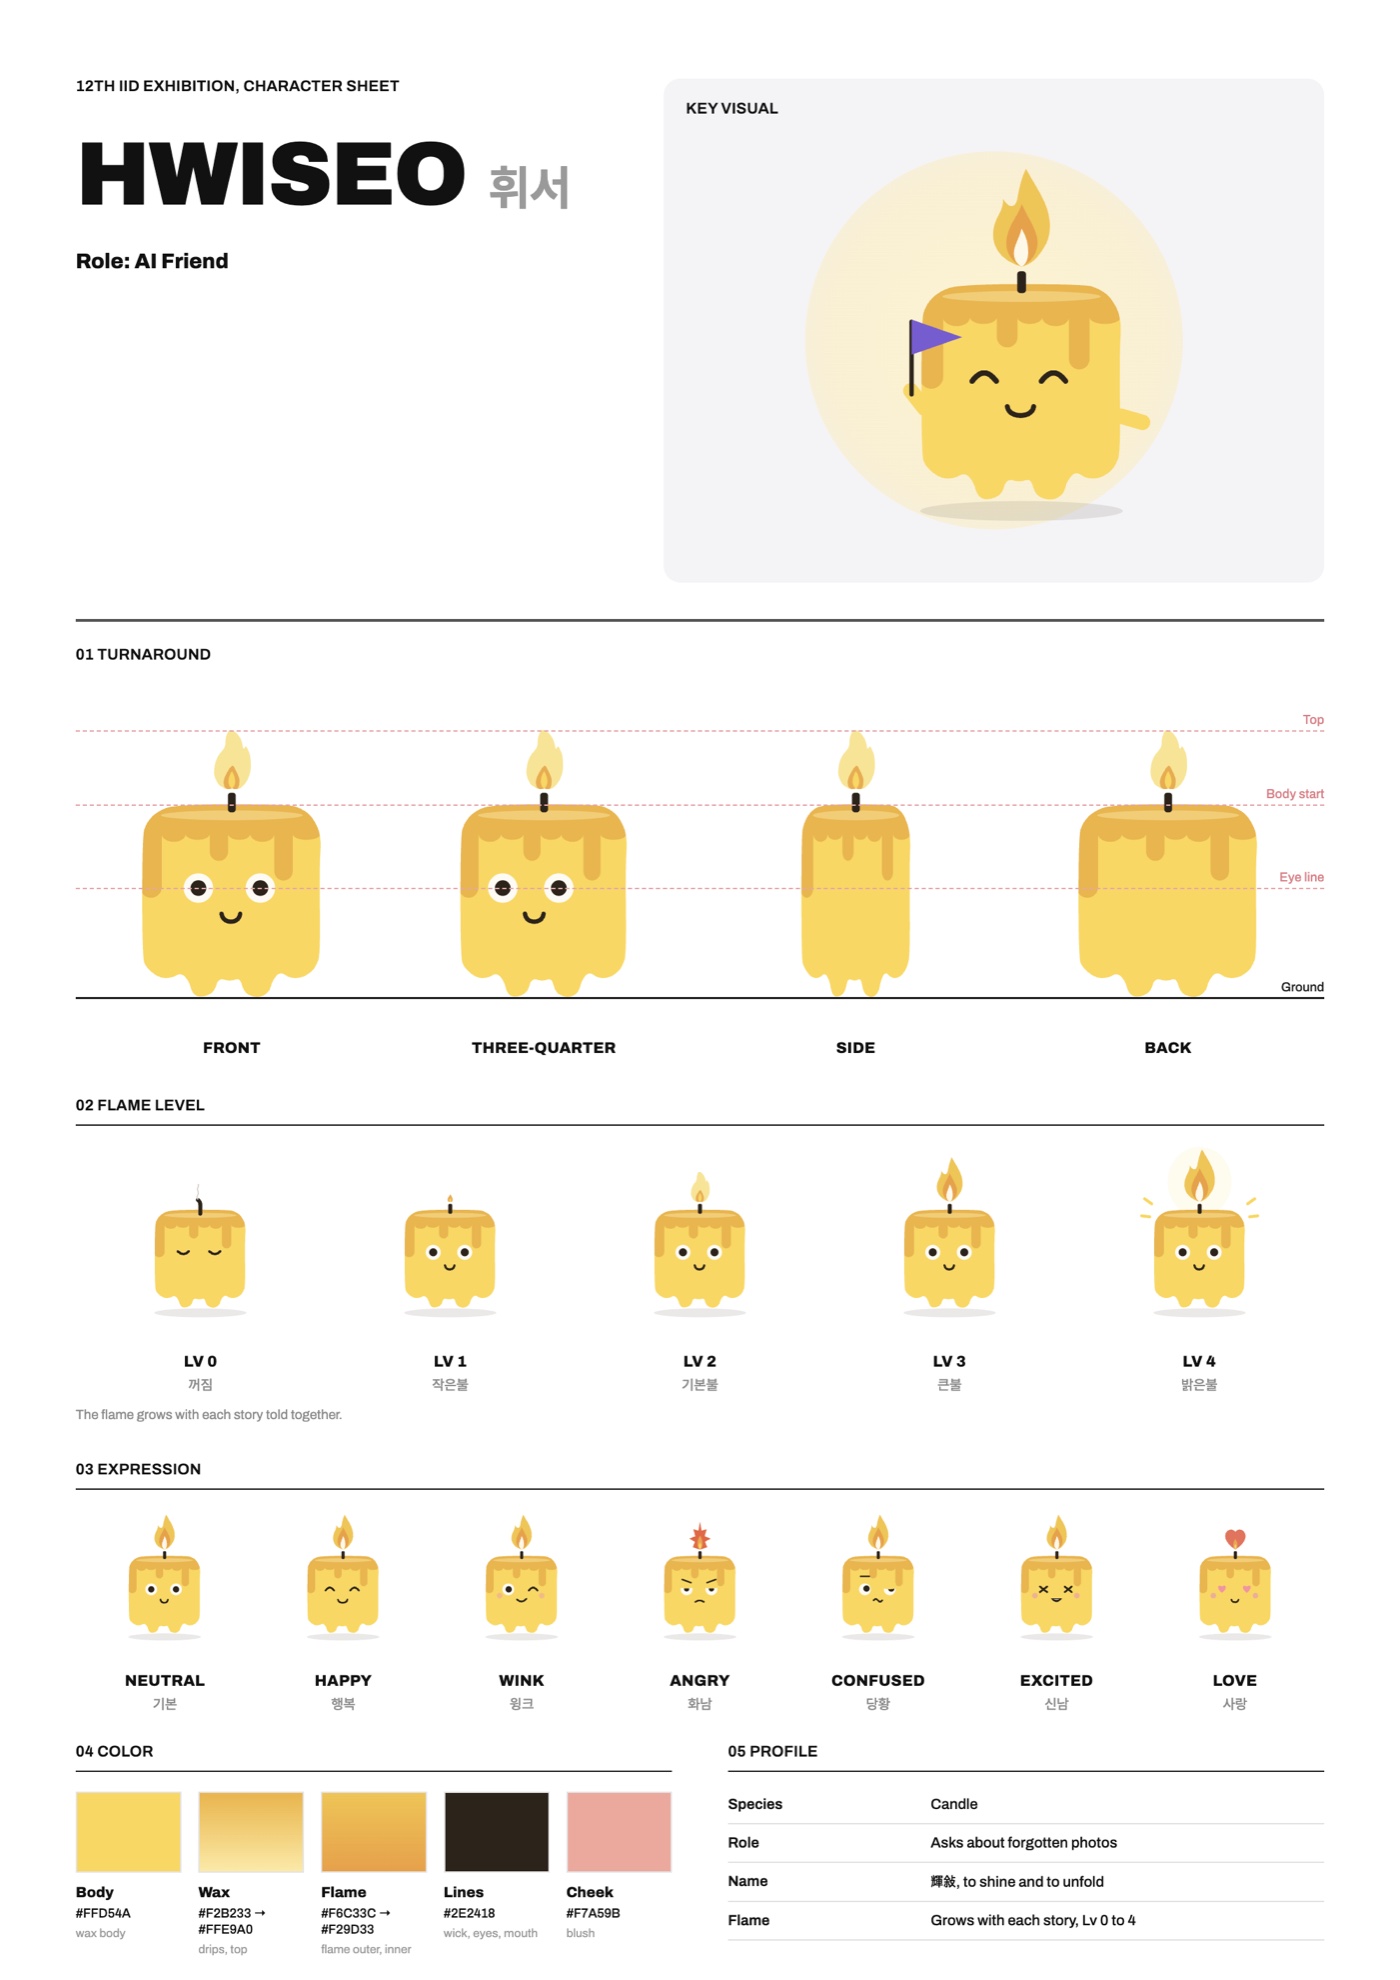 12TH IID EXHIBITION, CHARACTER SHEET
HWISEO 휘서
Role: AI Friend
KEY VISUAL
01 TURNAROUND
Top
Body start
Eye line
Ground
FRONT THREE-QUARTER SIDE BACK
02 FLAME LEVEL
LV 0 LV 1 LV 2 LV 3 LV 4
꺼짐 작은불 기본불 큰불 밝은불
The flame grows with each story told together.
03 EXPRESSION
NEUTRAL HAPPY WINK ANGRY CONFUSED EXCITED LOVE
기본 행복 윙크 화남 당황 신남 사랑
04 COLOR
Body Wax Flame Lines Cheek
#FFD54A #F2B233 → #F6C33C → #2E2418 #F7A59B
#FFE9A0 #F29D33
wax body wick, eyes, mouth blush
drips, top flame outer, inner
05 PROFILE
Species Candle
Role Asks about forgotten photos
Name 輝敍, to shine and to unfold
Flame Grows with each story, Lv 0 to 4